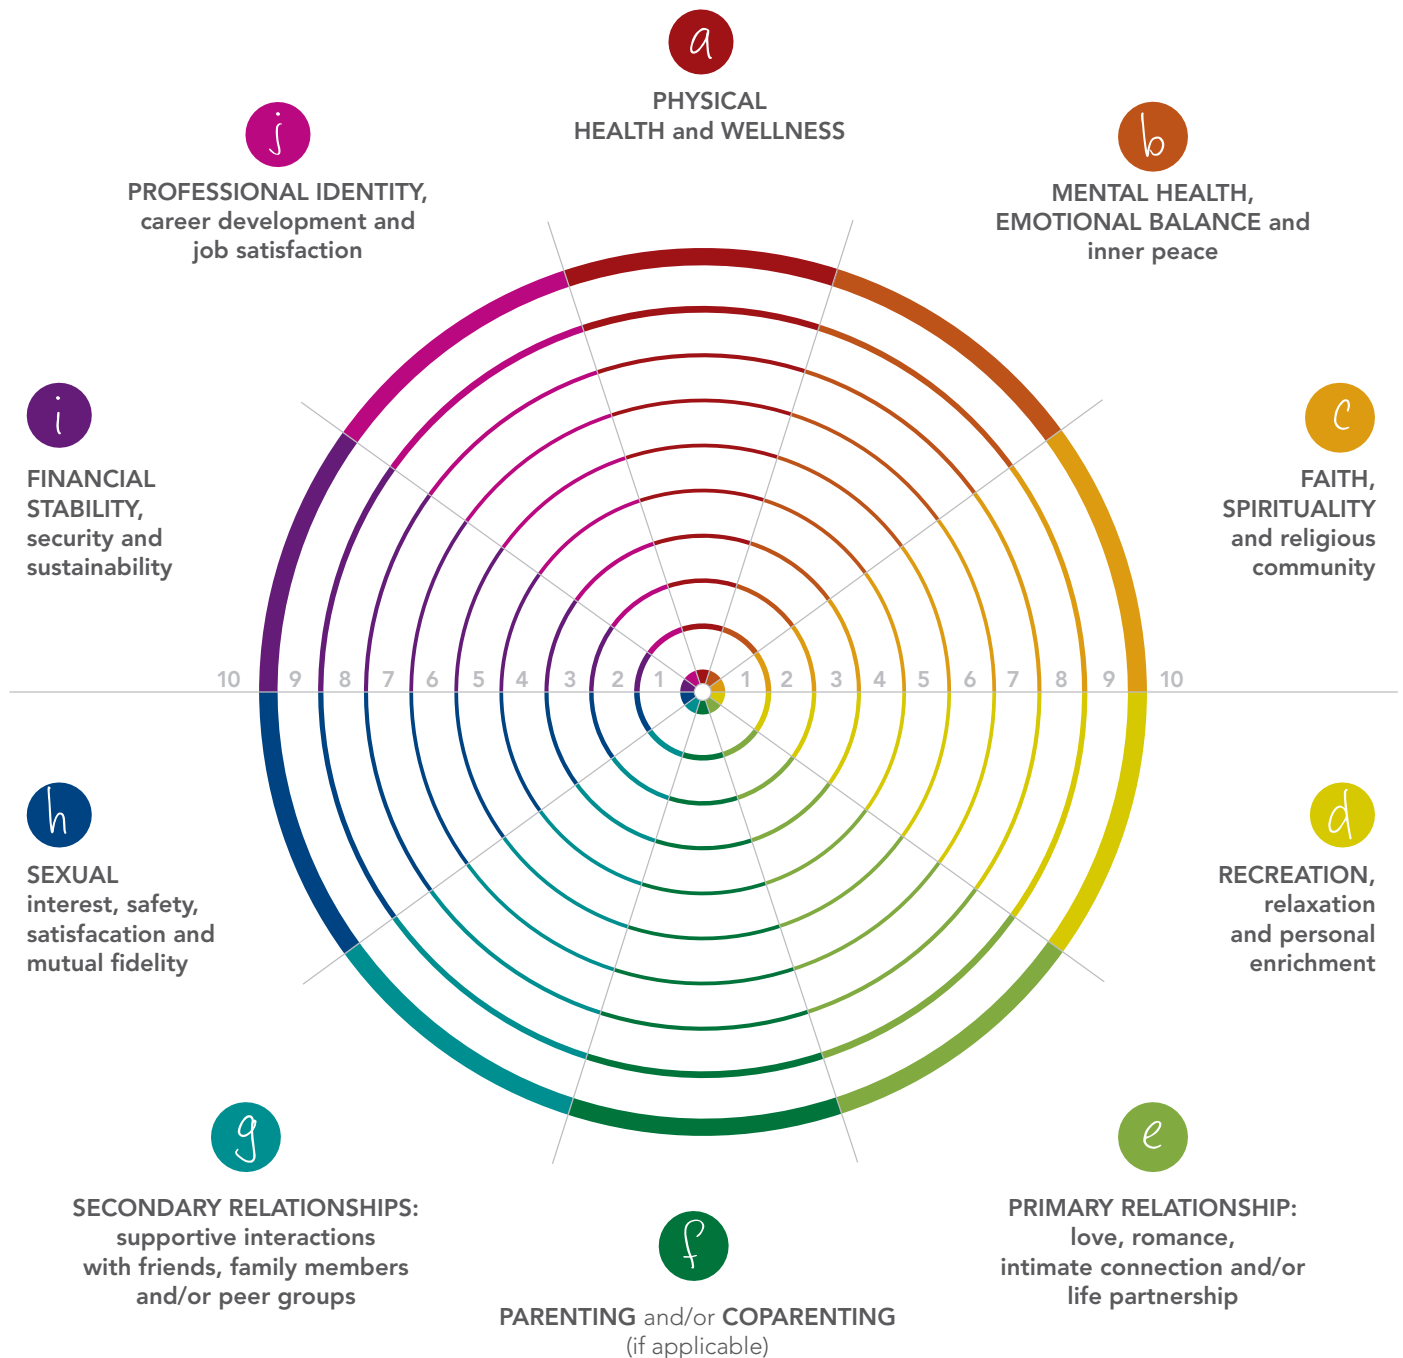 a
PHYSICAL
HEALTH and WELLNESS
b
MENTAL HEALTH,
EMOTIONAL BALANCE and
inner peace
c
FAITH,
SPIRITUALITY
and religious
community
d
RECREATION,
relaxation
and personal
enrichment
e
PRIMARY RELATIONSHIP:
love, romance,
intimate connection and/or
life partnership
f
PARENTING and/or COPARENTING
(if applicable)
g
SECONDARY RELATIONSHIPS:
supportive interactions
with friends, family members
and/or peer groups
h
SEXUAL
interest, safety,
satisfacation and
mutual fidelity
i
FINANCIAL
STABILITY,
security and
sustainability
j
PROFESSIONAL IDENTITY,
career development and
job satisfaction
10 9 8 7 6 5 4 3 2 1 1 2 3 4 5 6 7 8 9 10